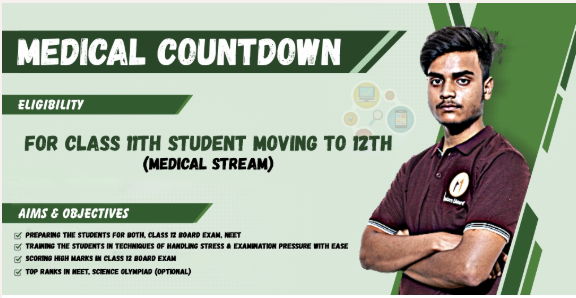 MEDICAL COUNTDOWN
ELIGIBILITY
FOR CLASS 11TH STUDENT MOVING TO 12TH
(MEDICAL STREAM)
AIMS & OBJECTIVES
PREPARING THE STUDENTS FOR BOTH, CLASS 12 BOARD EXAM, NEET
TRAINING THE STUDENTS IN TECHNIQUES OF HANDLING STRESS & EXAMINATION PRESSURE WITH EASE
SCORING HIGH MARKS IN CLASS 12 BOARD EXAM
TOP RANKS IN NEET, SCIENCE OLYMPIAD (OPTIONAL)